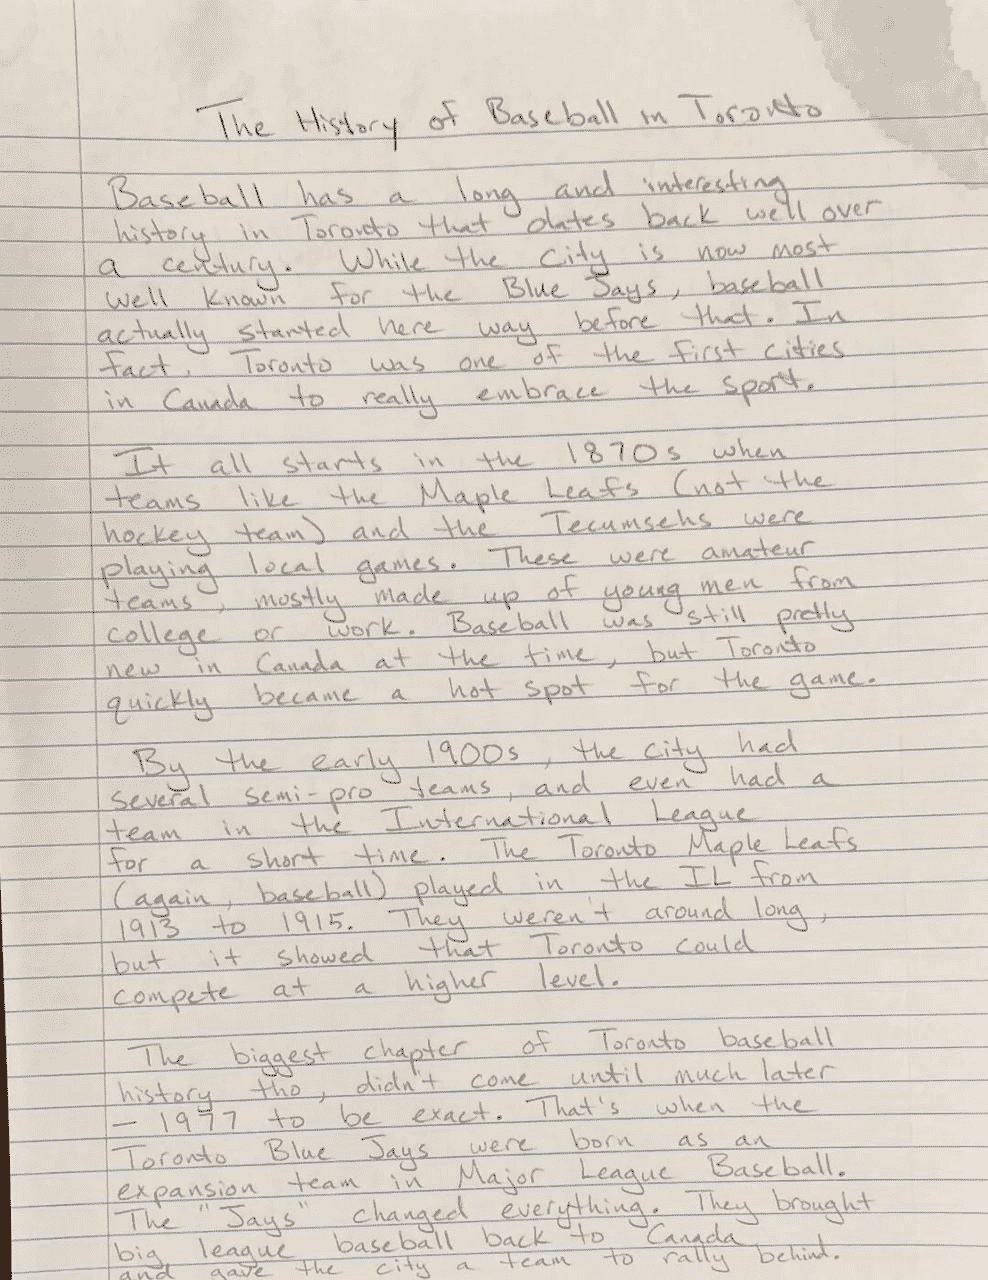 The History of Baseball in Toronto
Baseball has a long and interesting
history in Toronto that dates back well over
a century. While the city is now most
well known for the Blue Jays, baseball
actually started here way before that. In
fact, Toronto was one of the first cities
in Canada to really embrace the sport.
It all starts in the 1870s when
teams like the Maple Leafs (not the
hockey team) and the Tecumsehs were
playing local games. These were amateur
teams, mostly made up of young men from
college or work. Baseball was still pretty
new in Canada at the time, but Toronto
quickly became a hot spot for the game.
By the early 1900s, the city had
several semi-pro teams, and even had a
team in the International League
for a short time. The Toronto Maple Leafs
(again, baseball) played in the IL from
1913 to 1915. They weren't around long,
but it showed that Toronto could
compete at a higher level.
The biggest chapter of Toronto baseball
history tho, didn't come until much later
– 1977 to be exact. That's when the
Toronto Blue Jays were born as an
expansion team in Major League Baseball.
The "Jays" changed everything. They brought
big league baseball back to Canada
and gave the city a team to rally behind.